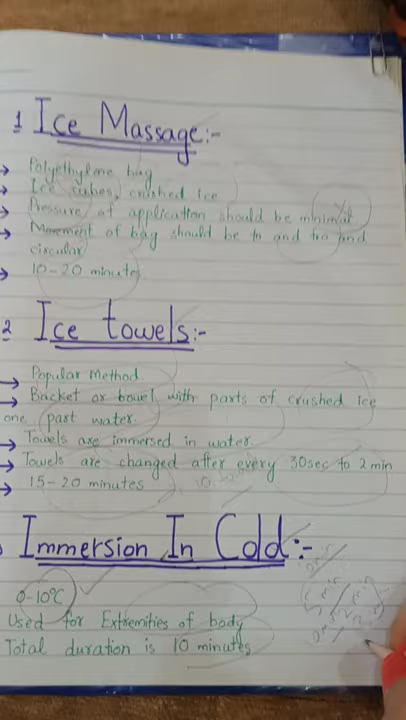 1 Ice Massage:-
→ Polyethylene bag
→ Ice cubes, crushed ice
→ Pressure of application should be minimal
→ Movement of bag should be to and fro and
circular
→ 10-20 minutes
2 Ice towels:-
→ Popular Method.
→ Backet or bowel with parts of crushed ice
one part water.
→ Towels are immersed in water.
→ Towels are changed after every 30sec to 2 min
→ 15-20 minutes
Immersion In Cold:-
0-10°C
Used for Extremities of body
Total duration is 10 minutes